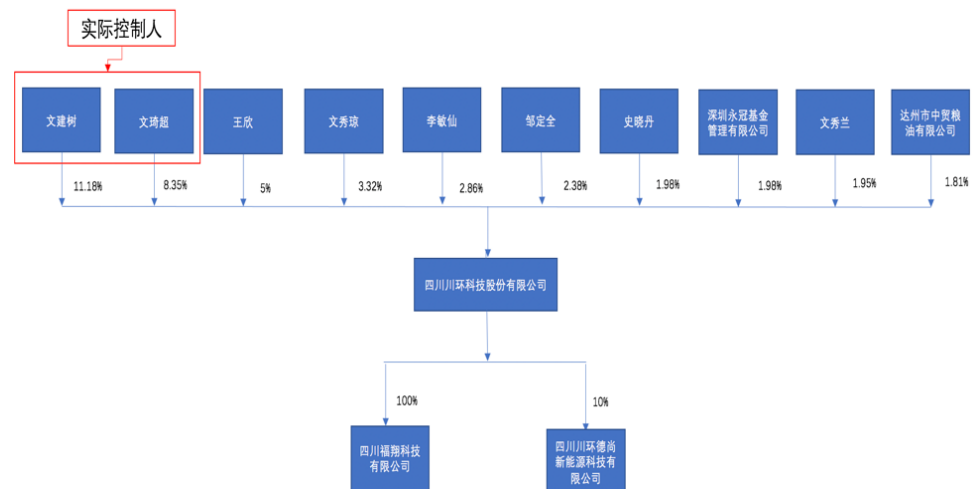 实际控制人
文建树
文琦超
王欣
文秀琼
李敏仙
邹定全
史晓丹
深圳永冠基金
管理有限公司
文秀兰
达州市中贸粮
油有限公司
11.18%
8.35%
5%
3.32%
2.86%
2.38%
1.98%
1.98%
1.95%
1.81%
四川川环科技股份有限公司
100%
10%
四川福翔科技
有限公司
四川川环德尚
新能源科技有
限公司